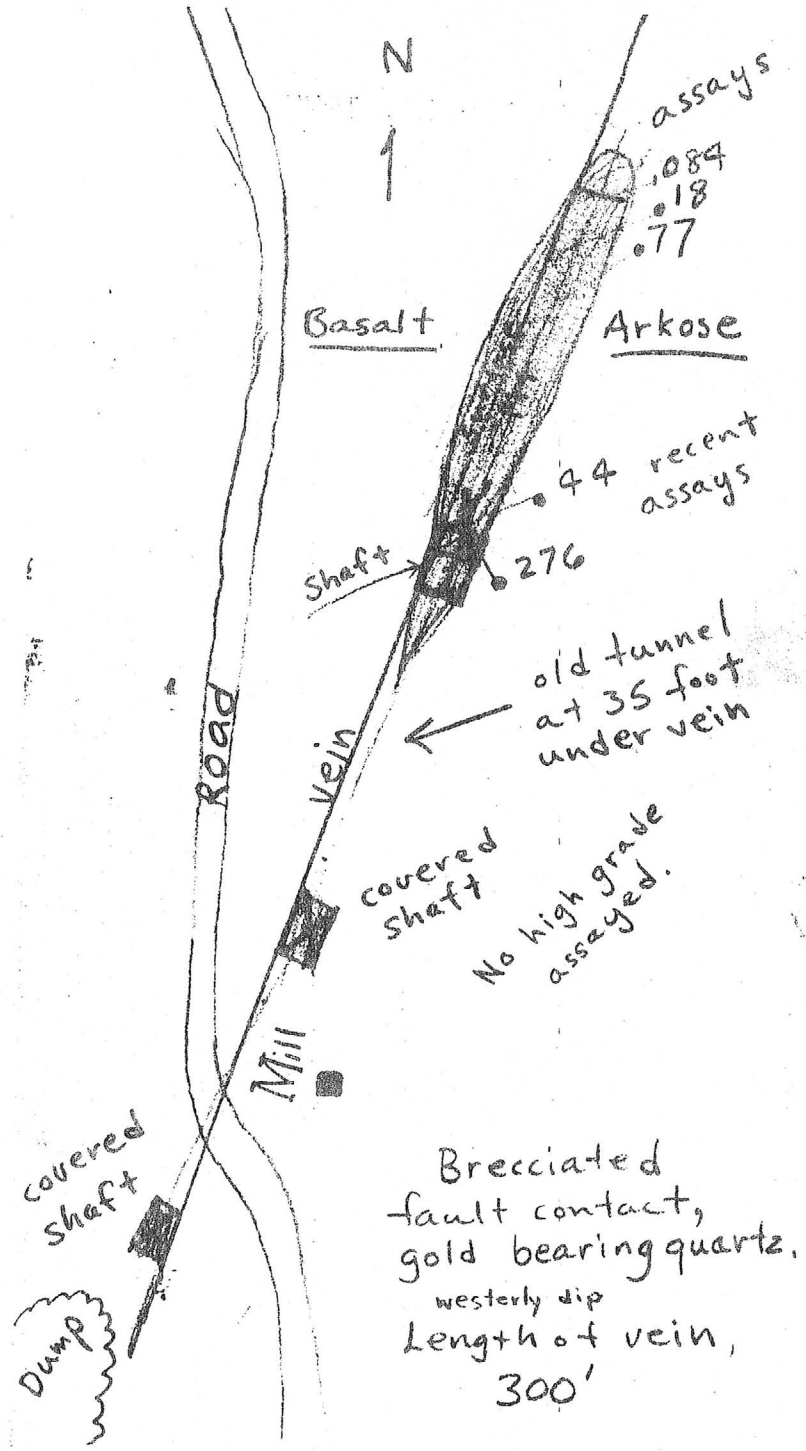 N
assays
.084
.18
.77
Basalt
Arkose
.44 recent
assays
Shaft
.276
old tunnel
at 35 foot
under vein
Road
Vein
covered
shaft
No high grade
assayed.
Mill
covered
shaft
Dump
Brecciated
fault contact,
gold bearing quartz.
westerly dip
Length of vein,
300'